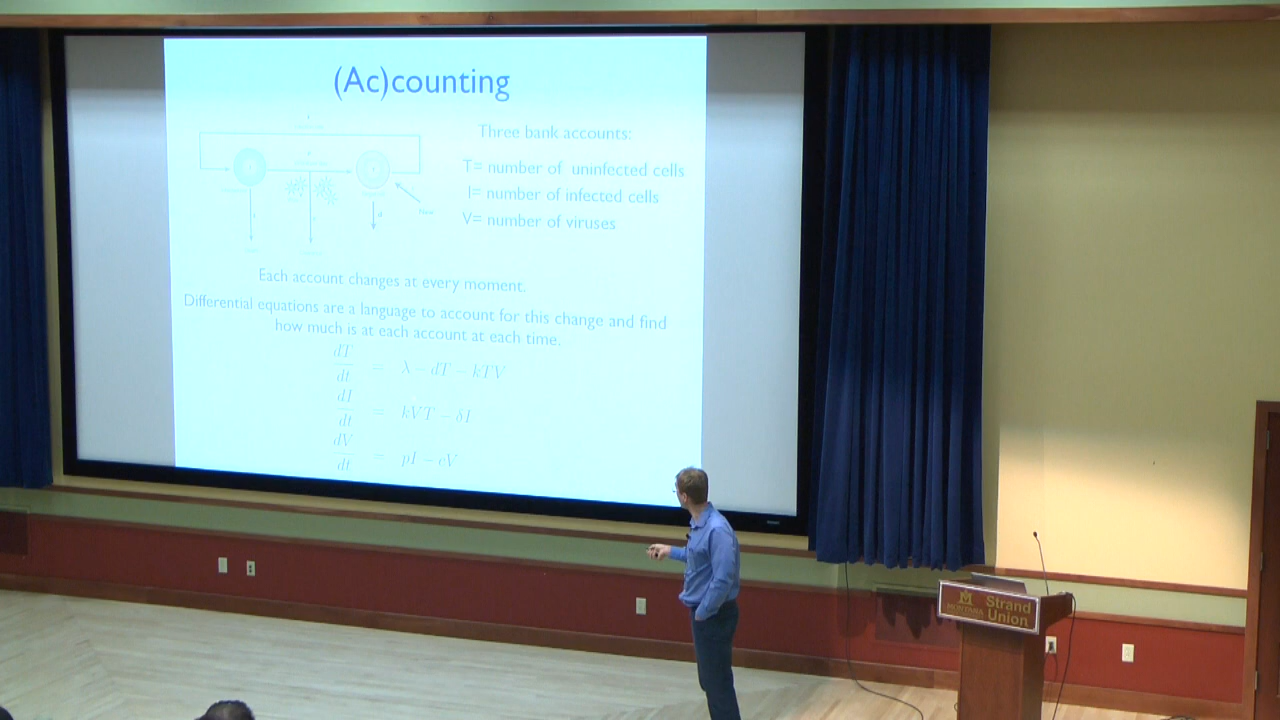 (Ac)counting
Three bank accounts:
T= number of uninfected cells
I= number of infected cells
V= number of viruses
d
Each account changes at every moment.
Differential equations are a language to account for this change and find
how much is at each account at each time.
dT/dt = λ − dT − kTV
dI/dt = kVT − δI
dV/dt = pI − cV
M
MONTANA
Strand
Union